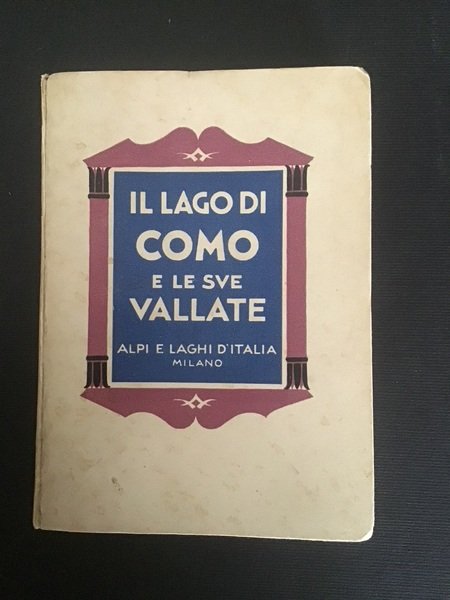 IL LAGO DI
COMO
E LE SVE
VALLATE
ALPI E LAGHI D'ITALIA
MILANO